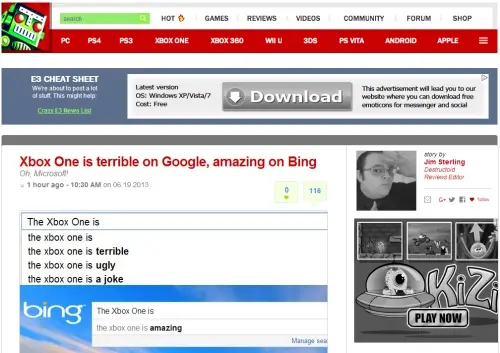 search
HOT
GAMES
REVIEWS
VIDEOS
COMMUNITY
FORUM
SHOP
PC
PS4
PS3
XBOX ONE
XBOX 360
WII U
3DS
PS VITA
ANDROID
APPLE
E3 CHEAT SHEET
We're about to post a lot
of stuff. This might help:
Crazy E3 News List
Latest version
OS: Windows XP/Vista/7
Cost: Free
Download
This advertisement will lead you to our
website where you can download free
emoticons for messenger and social
Xbox One is terrible on Google, amazing on Bing
Oh, Microsoft!
1 hour ago - 10:30 AM on 06.19.2013
0
116
story by
Jim Sterling
Destructoid
Reviews Editor
follow
The Xbox One is
the xbox one is
the xbox one is terrible
the xbox one is ugly
the xbox one is a joke
bing
The Xbox One is
the xbox one is amazing
Manage sea
KiZi
PLAY NOW